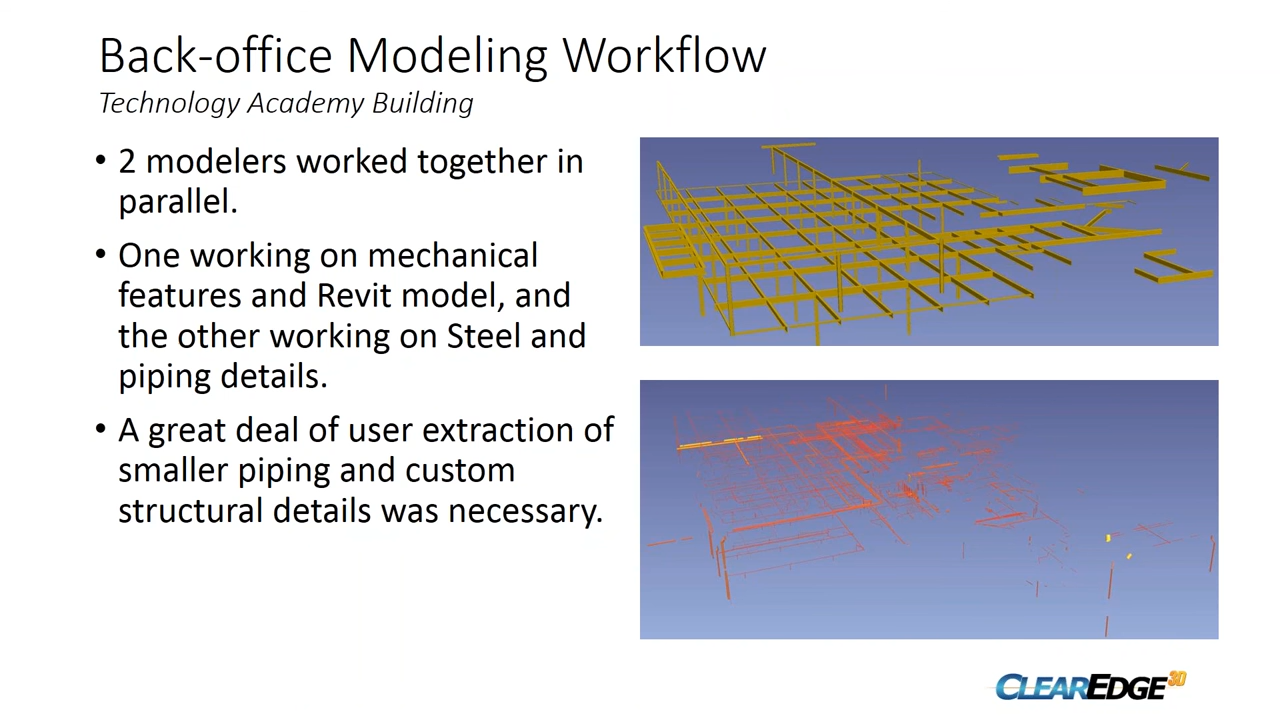 Back-office Modeling Workflow
Technology Academy Building
• 2 modelers worked together in
parallel.
• One working on mechanical
features and Revit model, and
the other working on Steel and
piping details.
• A great deal of user extraction of
smaller piping and custom
structural details was necessary.
CLEAREDGE3D